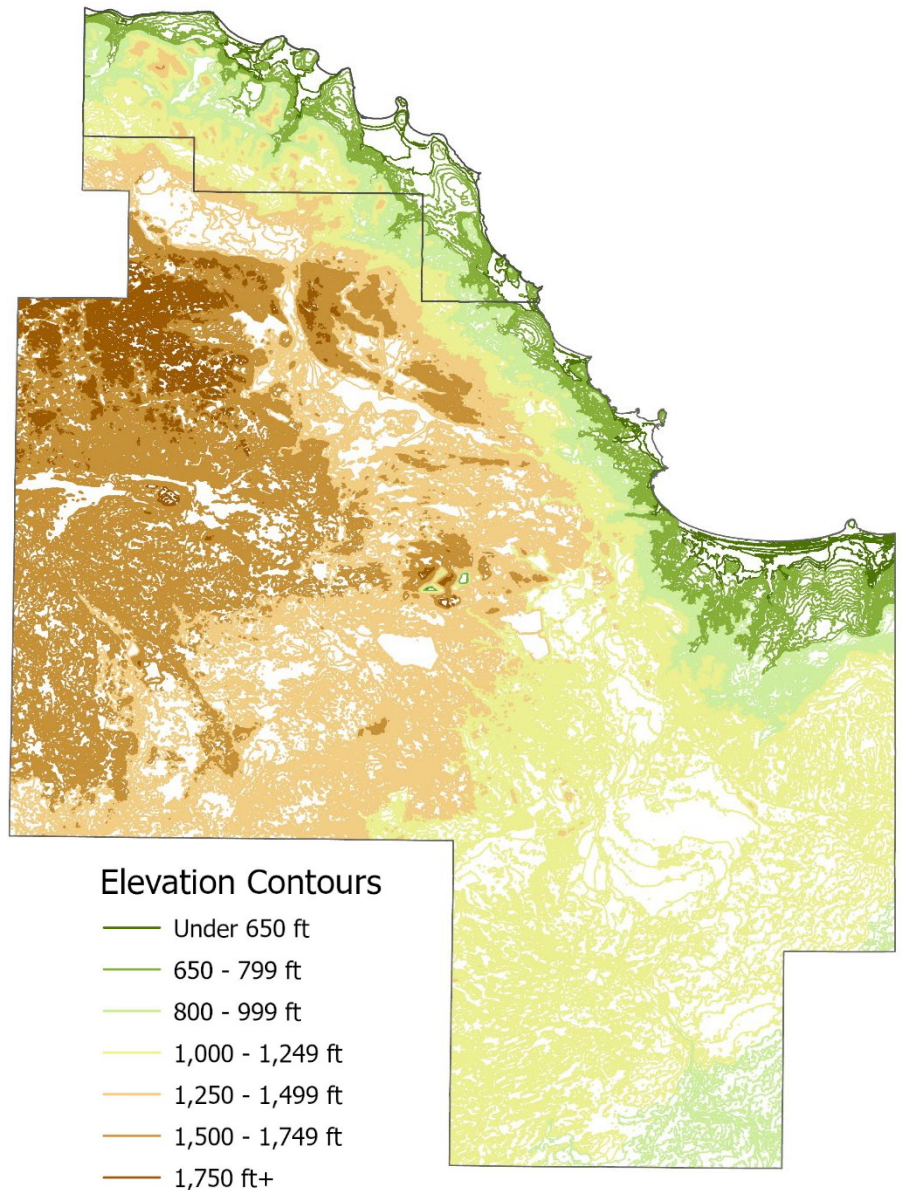 Elevation Contours
Under 650 ft
650 - 799 ft
800 - 999 ft
1,000 - 1,249 ft
1,250 - 1,499 ft
1,500 - 1,749 ft
1,750 ft+